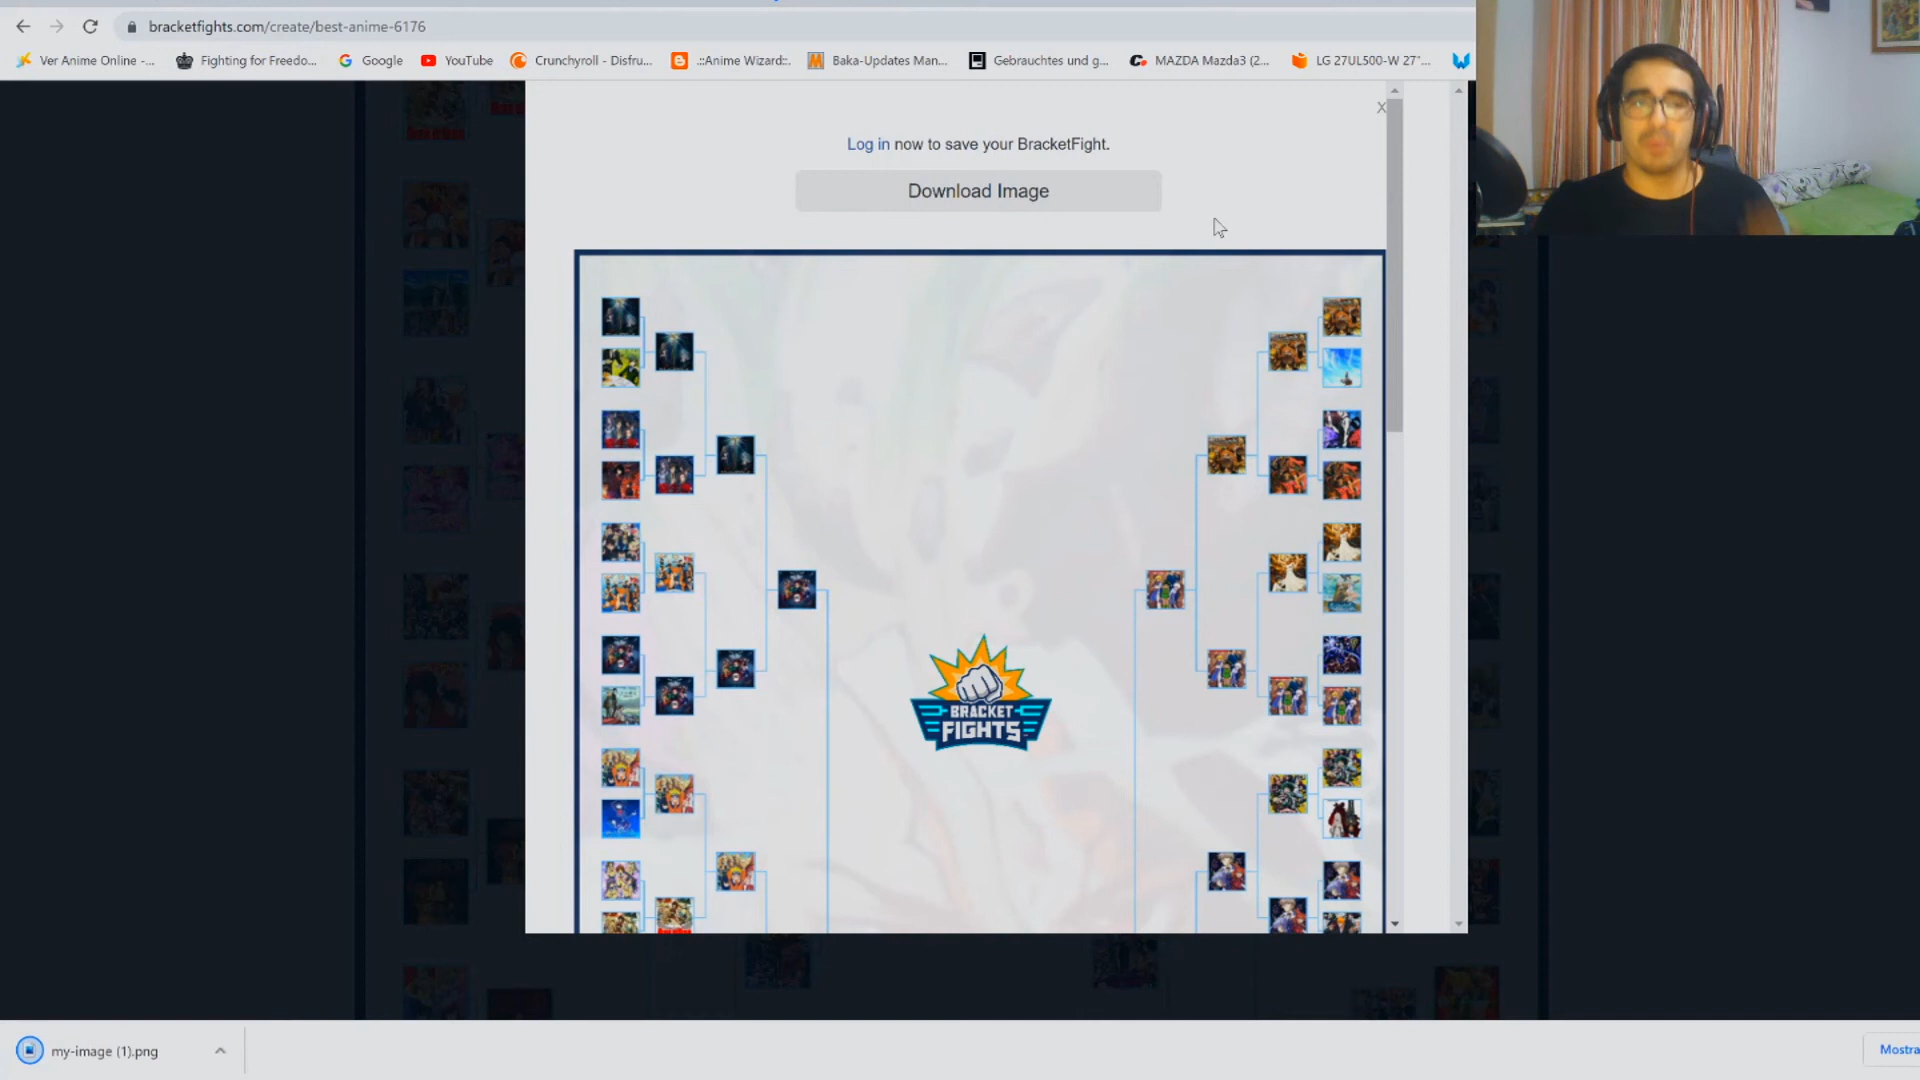 bracketfights.com/create/best-anime-6176
Ver Anime Online -...
Fighting for Freedo...
Google
YouTube
Crunchyroll - Disfru...
.::Anime Wizard::.
Baka-Updates Man...
Gebrauchtes und g...
MAZDA Mazda3 (2...
LG 27UL500-W 27"...
X
Log in now to save your BracketFight.
Download Image
BRACKET
FIGHTS
my-image (1).png
Mostra